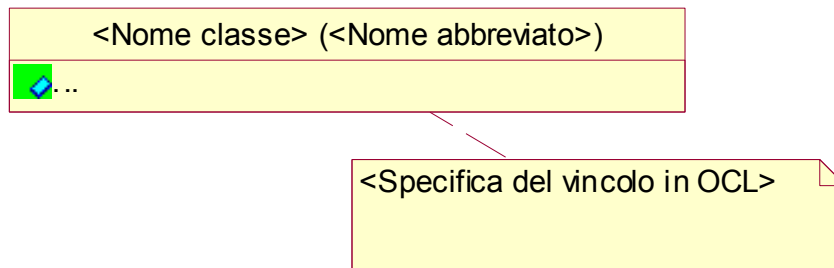 <Nome classe> (<Nome abbreviato>)
...
<Specifica del vincolo in OCL>